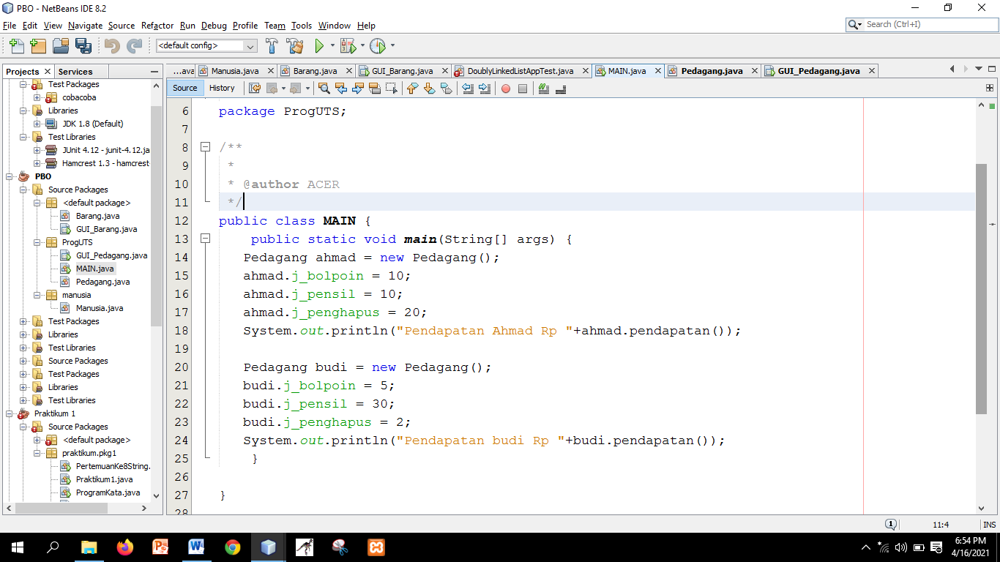 PBO - NetBeans IDE 8.2
File Edit View Navigate Source Refactor Run Debug Profile Team Tools Window Help
Search (Ctrl+I)
<default config>
Projects Services
...ava Manusia.java Barang.java GUI_Barang.java DoublyLinkedListAppTest.java MAIN.java Pedagang.java GUI_Pedagang.java
Source History
Test Packages
cobacoba
Libraries
JDK 1.8 (Default)
Test Libraries
JUnit 4.12 - junit-4.12.ja
Hamcrest 1.3 - hamcrest
PBO
Source Packages
<default package>
Barang.java
GUI_Barang.java
ProgUTS
GUI_Pedagang.java
MAIN.java
Pedagang.java
manusia
Manusia.java
Test Packages
Libraries
Test Libraries
Source Packages
Test Packages
Libraries
Test Libraries
Praktikum 1
Source Packages
<default package>
praktikum.pkg1
PertemuanKe8String.
Praktikum1.java
ProgramKata.java
6 package ProgUTS;
7
8 /**
9 *
10 * @author ACER
11 */
12 public class MAIN {
13 public static void main(String[] args) {
14 Pedagang ahmad = new Pedagang();
15 ahmad.j_bolpoin = 10;
16 ahmad.j_pensil = 10;
17 ahmad.j_penghapus = 20;
18 System.out.println("Pendapatan Ahmad Rp "+ahmad.pendapatan());
19
20 Pedagang budi = new Pedagang();
21 budi.j_bolpoin = 5;
22 budi.j_pensil = 30;
23 budi.j_penghapus = 2;
24 System.out.println("Pendapatan budi Rp "+budi.pendapatan());
25 }
26
27 }
28
1 11:4 INS
6:54 PM
4/16/2021